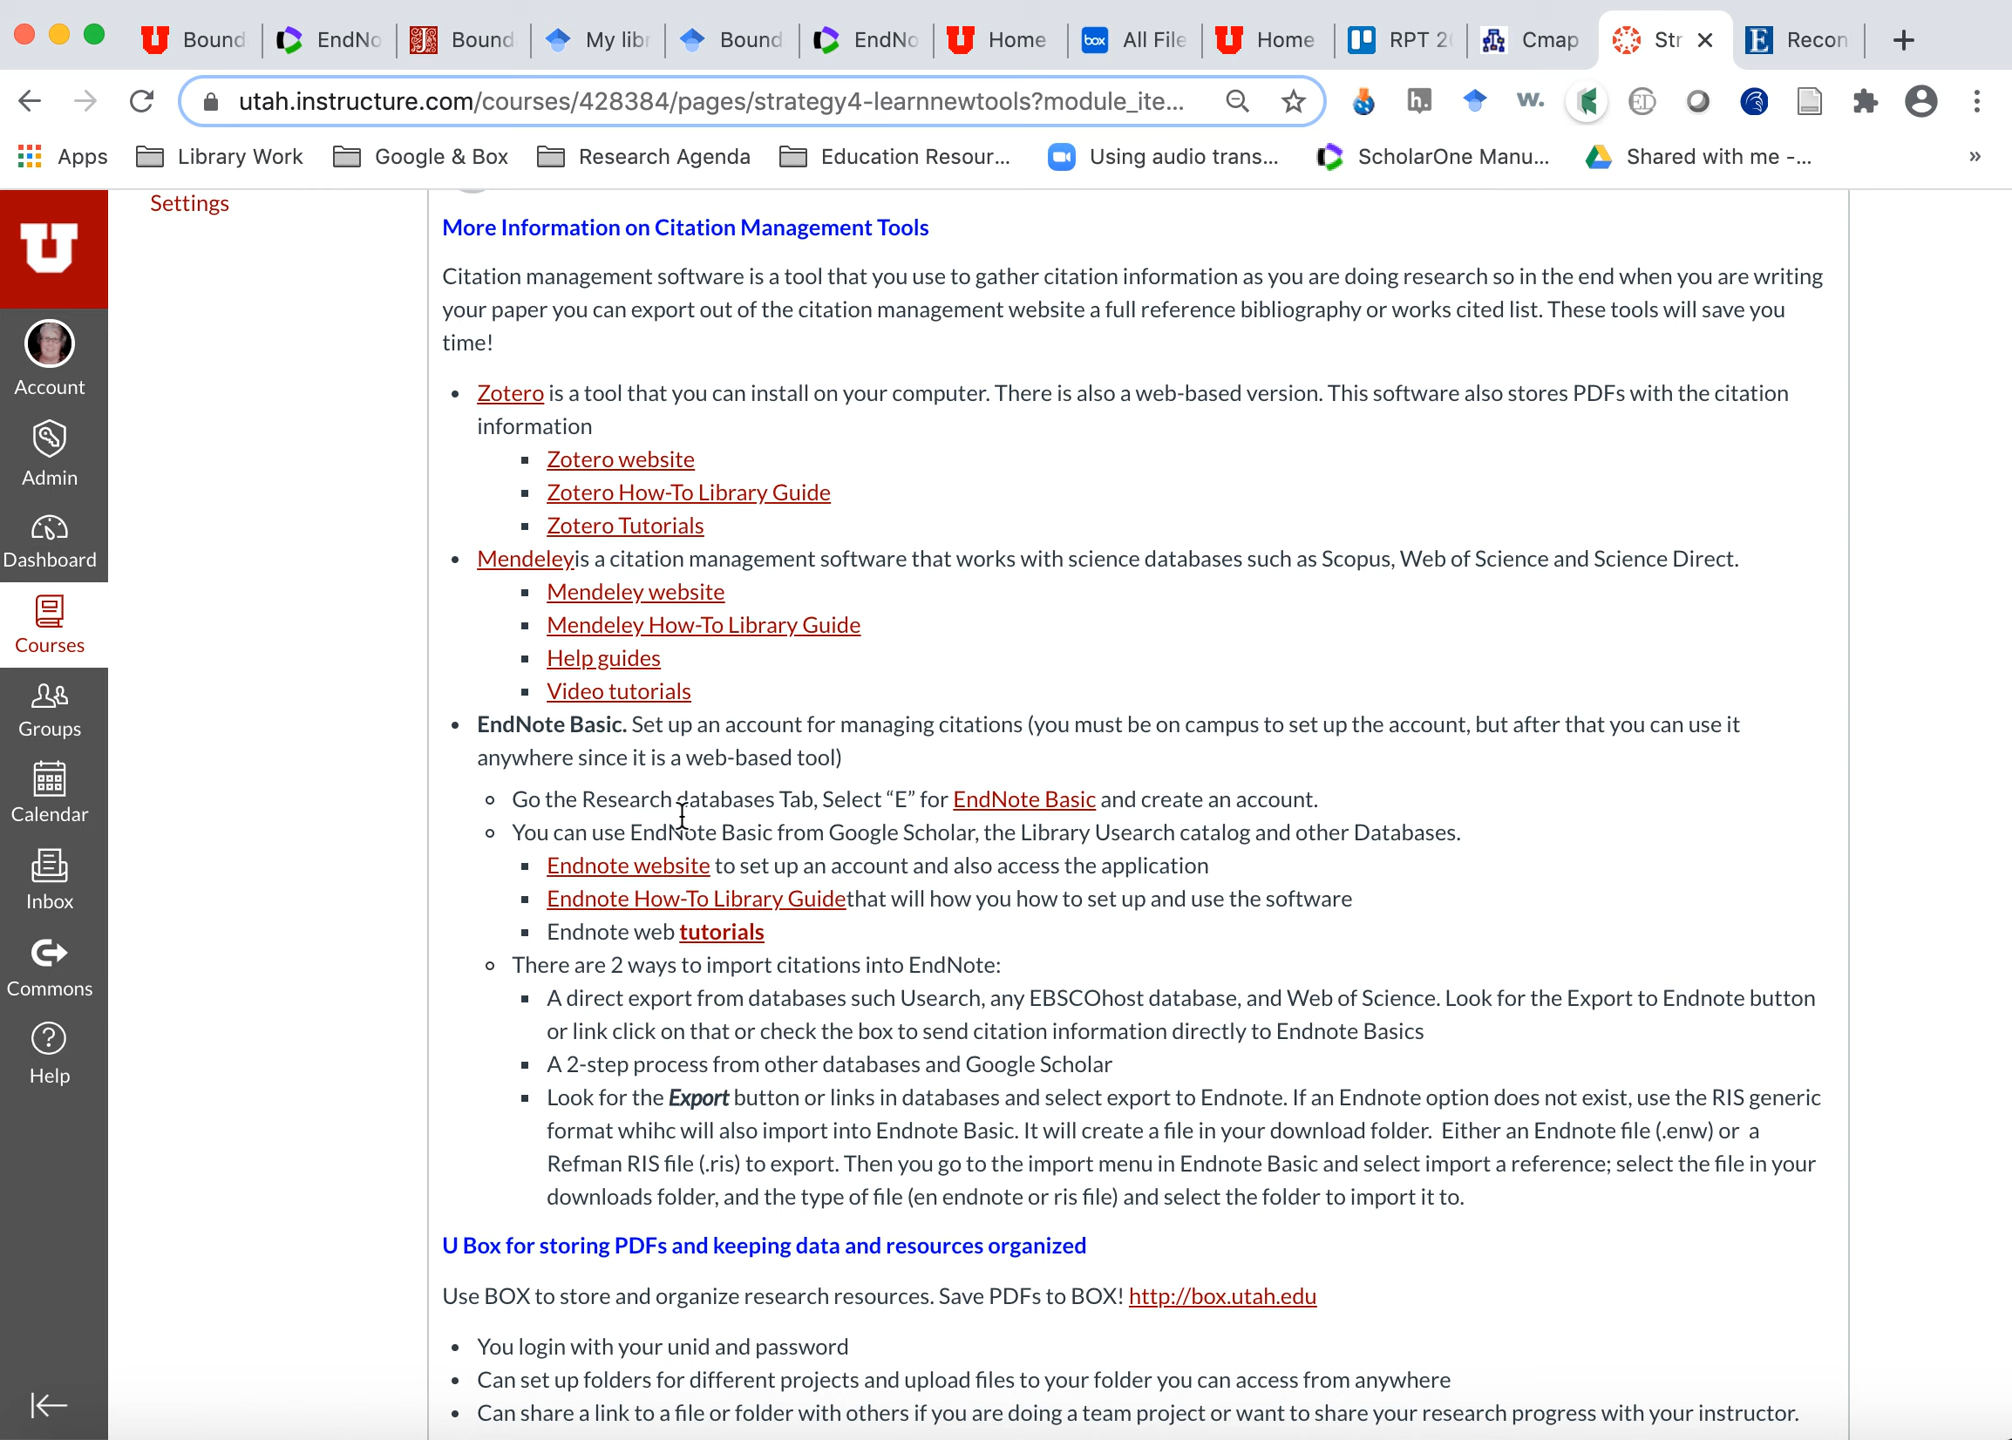 Bound EndNo Bound My libr Bound EndNo Home All File Home RPT 2 Cmap Str Recon
utah.instructure.com/courses/428384/pages/strategy4-learnnewtools?module_ite...
Apps Library Work Google & Box Research Agenda Education Resour... Using audio trans... ScholarOne Manu... Shared with me -... »
Settings
U
Account
Admin
Dashboard
Courses
Groups
Calendar
Inbox
Commons
Help
More Information on Citation Management Tools
Citation management software is a tool that you use to gather citation information as you are doing research so in the end when you are writing
your paper you can export out of the citation management website a full reference bibliography or works cited list. These tools will save you
time!
• Zotero is a tool that you can install on your computer. There is also a web-based version. This software also stores PDFs with the citation
information
▪ Zotero website
▪ Zotero How-To Library Guide
▪ Zotero Tutorials
• Mendeleyis a citation management software that works with science databases such as Scopus, Web of Science and Science Direct.
▪ Mendeley website
▪ Mendeley How-To Library Guide
▪ Help guides
▪ Video tutorials
• EndNote Basic. Set up an account for managing citations (you must be on campus to set up the account, but after that you can use it
anywhere since it is a web-based tool)
◦ Go the Research databases Tab, Select “E” for EndNote Basic and create an account.
◦ You can use EndNote Basic from Google Scholar, the Library Usearch catalog and other Databases.
▪ Endnote website to set up an account and also access the application
▪ Endnote How-To Library Guidethat will how you how to set up and use the software
▪ Endnote web tutorials
◦ There are 2 ways to import citations into EndNote:
▪ A direct export from databases such Usearch, any EBSCOhost database, and Web of Science. Look for the Export to Endnote button
or link click on that or check the box to send citation information directly to Endnote Basics
▪ A 2-step process from other databases and Google Scholar
▪ Look for the Export button or links in databases and select export to Endnote. If an Endnote option does not exist, use the RIS generic
format whihc will also import into Endnote Basic. It will create a file in your download folder. Either an Endnote file (.enw) or a
Refman RIS file (.ris) to export. Then you go to the import menu in Endnote Basic and select import a reference; select the file in your
downloads folder, and the type of file (en endnote or ris file) and select the folder to import it to.
U Box for storing PDFs and keeping data and resources organized
Use BOX to store and organize research resources. Save PDFs to BOX! http://box.utah.edu
• You login with your unid and password
• Can set up folders for different projects and upload files to your folder you can access from anywhere
• Can share a link to a file or folder with others if you are doing a team project or want to share your research progress with your instructor.